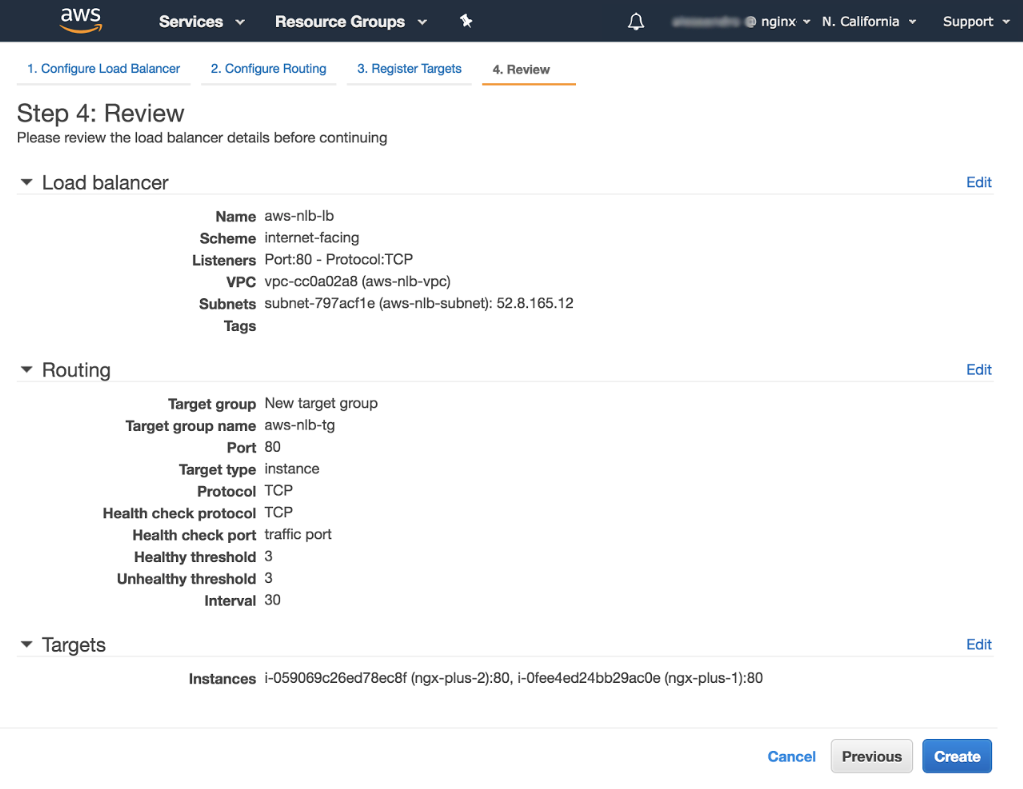 aws Services Resource Groups @ nginx N. California Support
1. Configure Load Balancer 2. Configure Routing 3. Register Targets 4. Review
Step 4: Review
Please review the load balancer details before continuing
Load balancer Edit
Name aws-nlb-lb
Scheme internet-facing
Listeners Port:80 - Protocol:TCP
VPC vpc-cc0a02a8 (aws-nlb-vpc)
Subnets subnet-797acf1e (aws-nlb-subnet): 52.8.165.12
Tags
Routing Edit
Target group New target group
Target group name aws-nlb-tg
Port 80
Target type instance
Protocol TCP
Health check protocol TCP
Health check port traffic port
Healthy threshold 3
Unhealthy threshold 3
Interval 30
Targets Edit
Instances i-059069c26ed78ec8f (ngx-plus-2):80, i-0fee4ed24bb29ac0e (ngx-plus-1):80
Cancel Previous Create